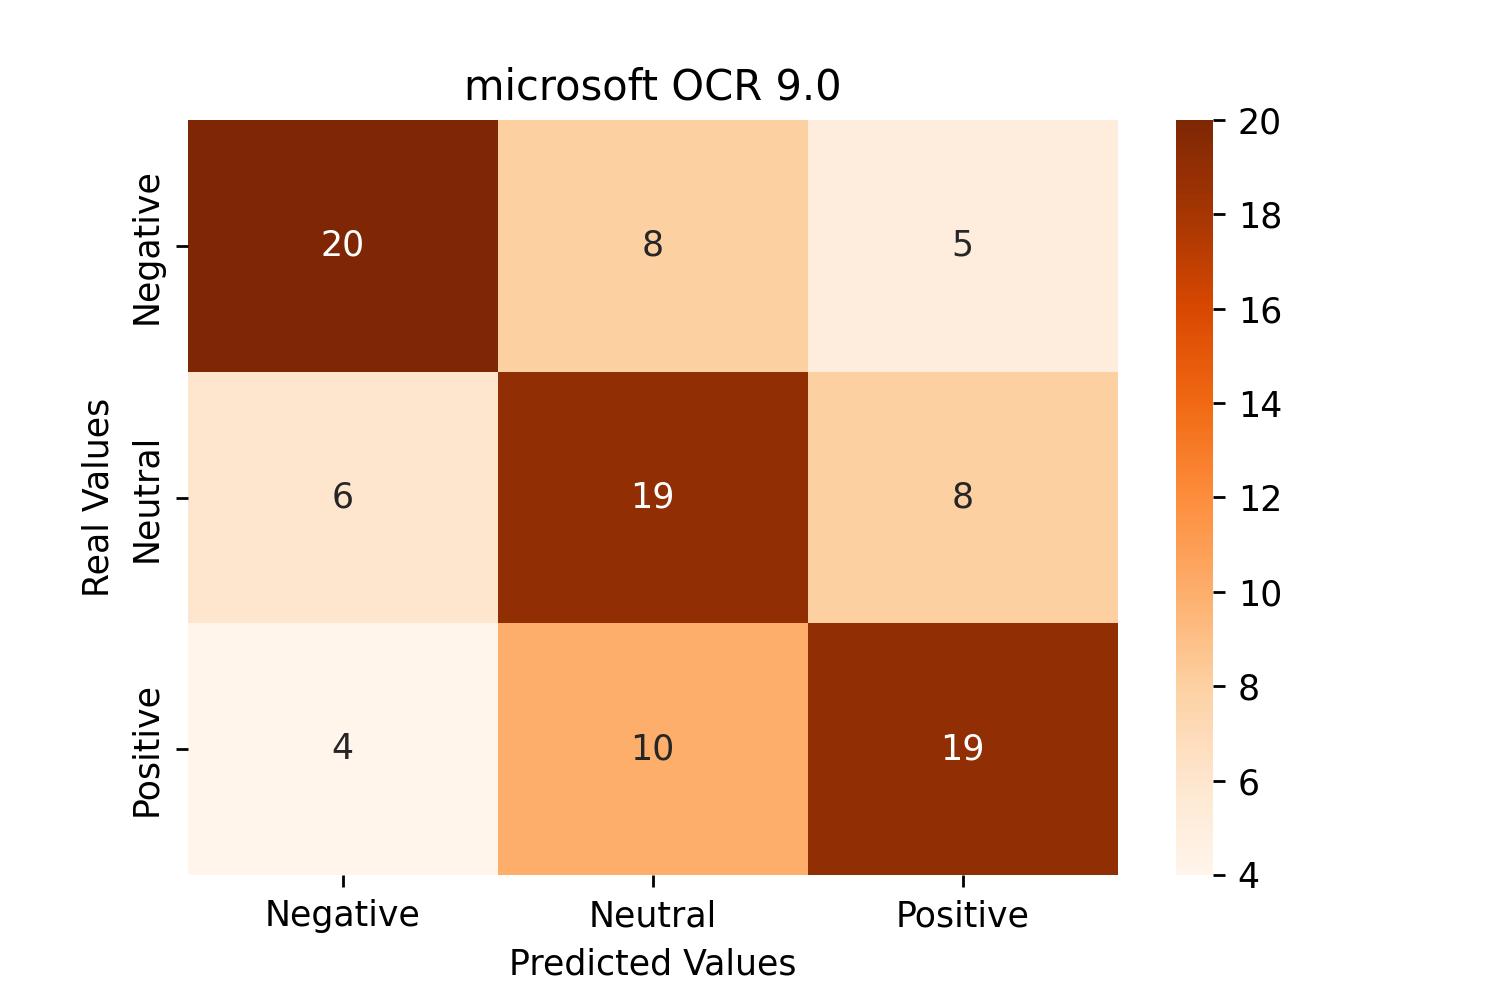 microsoft OCR 9.0
20
Negative
20 8 5
18
16
14
Real Values
Neutral
6 19 8
12
10
8
Positive
4 10 19
6
4
Negative Neutral Positive
Predicted Values